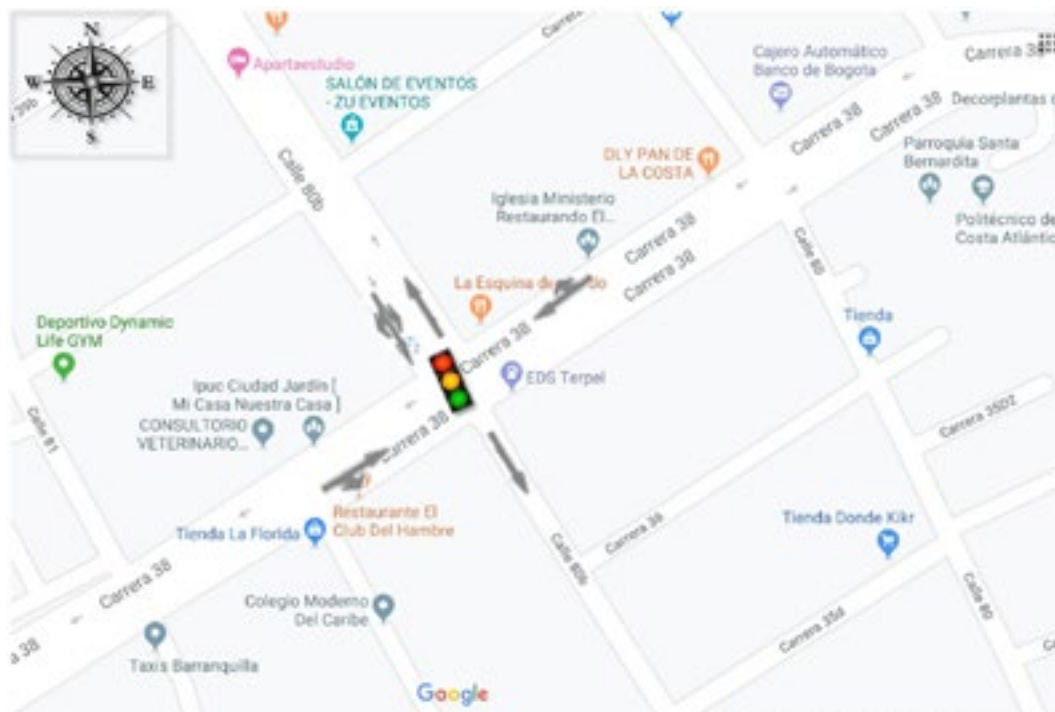 N
W
E
S
Apartaestudio
SALÓN DE EVENTOS
- ZU EVENTOS
Cajero Automático
Banco de Bogota
Carrera 38
Decorplantas
Carrera 38
Carrera 38
Parroquia Santa
Bernardita
Politécnico de
Costa Atlántic
DLY PAN DE
LA COSTA
Iglesia Ministerio
Restaurando El...
Carrera 38
Carrera 38
Calle 80b
Calle 80
La Esquina
Tienda
Deportivo Dynamic
Life GYM
Carrera 38
EDS Terpel
Ipuc Ciudad Jardín [
Mi Casa Nuestra Casa ]
CONSULTORIO
VETERINARIO...
Calle 81
Carrera 38
Carrera 35D2
Restaurante El
Club Del Hambre
Tienda La Florida
Carrera 36
Tienda Donde Kikr
Calle 80b
Carrera 38
Calle 80
Colegio Moderno
Del Caribe
Carrera 35d
38
Taxis Barranquilla
Google